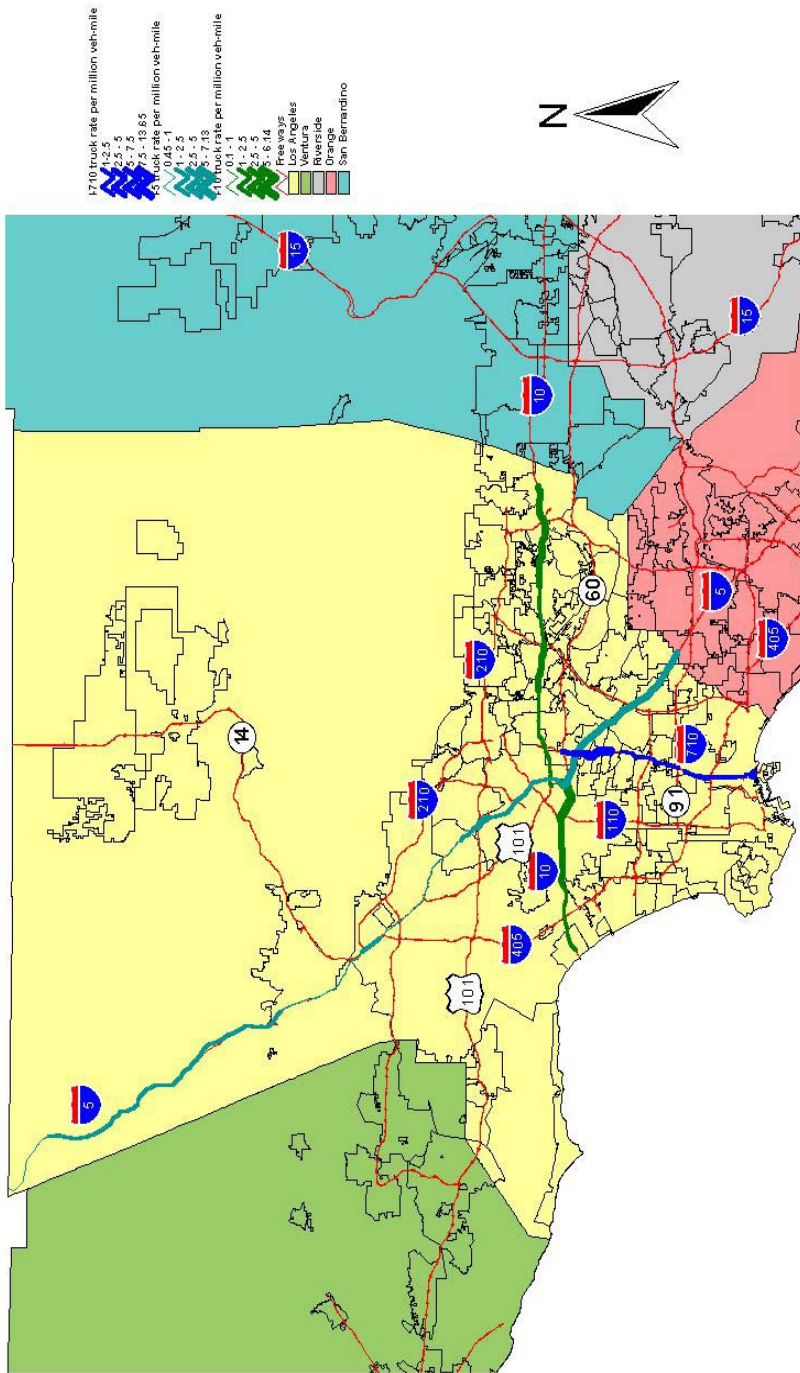 I-710 truck rate per million veh-mile
1-2.5
2.5 - 5
5 - 7.5
7.5 - 13.65
I-5 truck rate per million veh-mile
0.45 - 1
1 - 2.5
2.5 - 5
5 - 7.13
I-10 truck rate per million veh-mile
0.1 - 1
1 - 2.5
2.5 - 5
5 - 6.14
Freeways
Los Angeles
Ventura
Riverside
Orange
San Bernardino
N
15
5
14
10
15
210
210
60
101
101
10
405
110
710
91
5
405